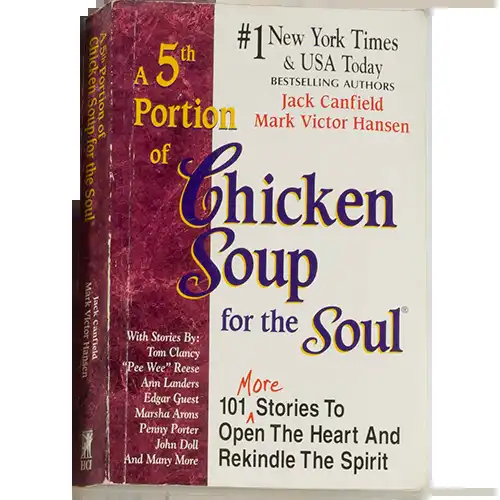 A 5th Portion of
Chicken Soup for the Soul
Jack Canfield
Mark Victor Hansen
HCI
#1 New York Times
& USA Today
BESTSELLING AUTHORS
Jack Canfield
Mark Victor Hansen
A 5th
Portion
of
Chicken
Soup
for the Soul®
With Stories By:
Tom Clancy
"Pee Wee" Reese
Ann Landers
Edgar Guest
Marsha Arons
Penny Porter
John Doll
And Many More
More
101 Stories To
Open The Heart And
Rekindle The Spirit